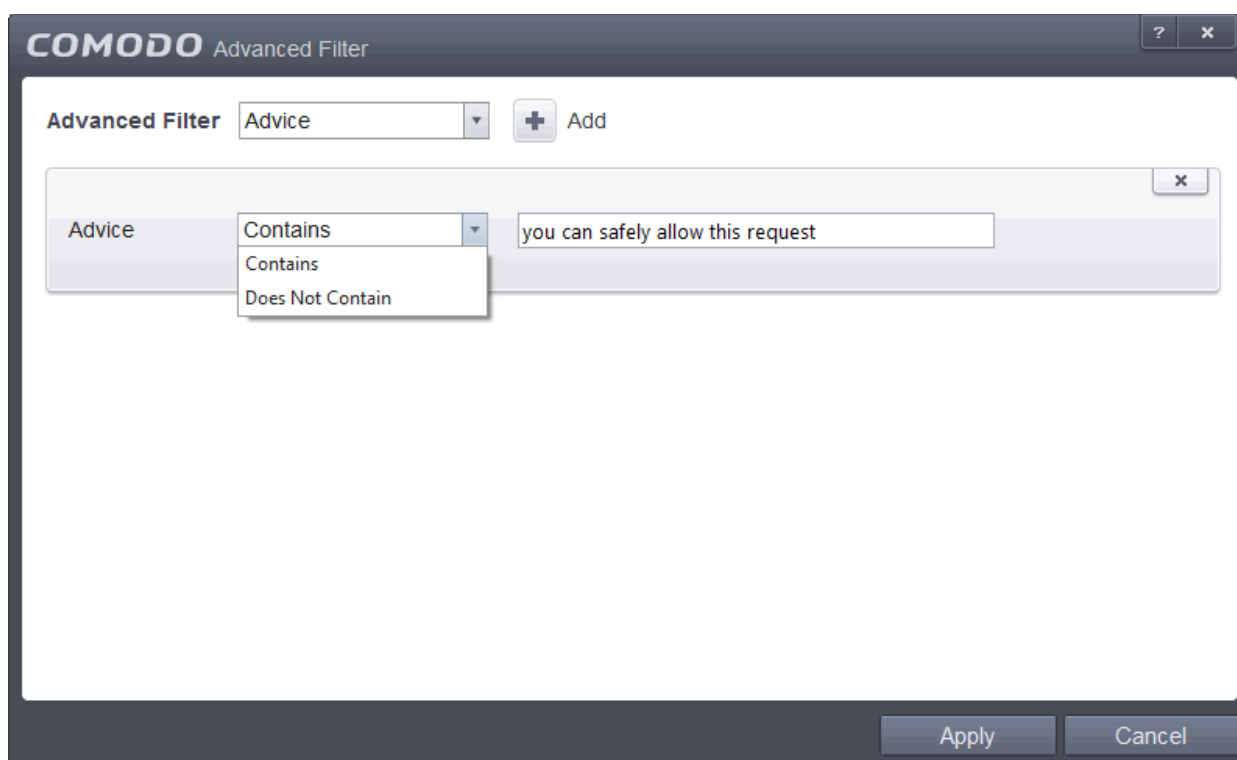 COMODO Advanced Filter ? x
Advanced Filter Advice Add
x
Advice Contains you can safely allow this request
Contains
Does Not Contain
Apply Cancel